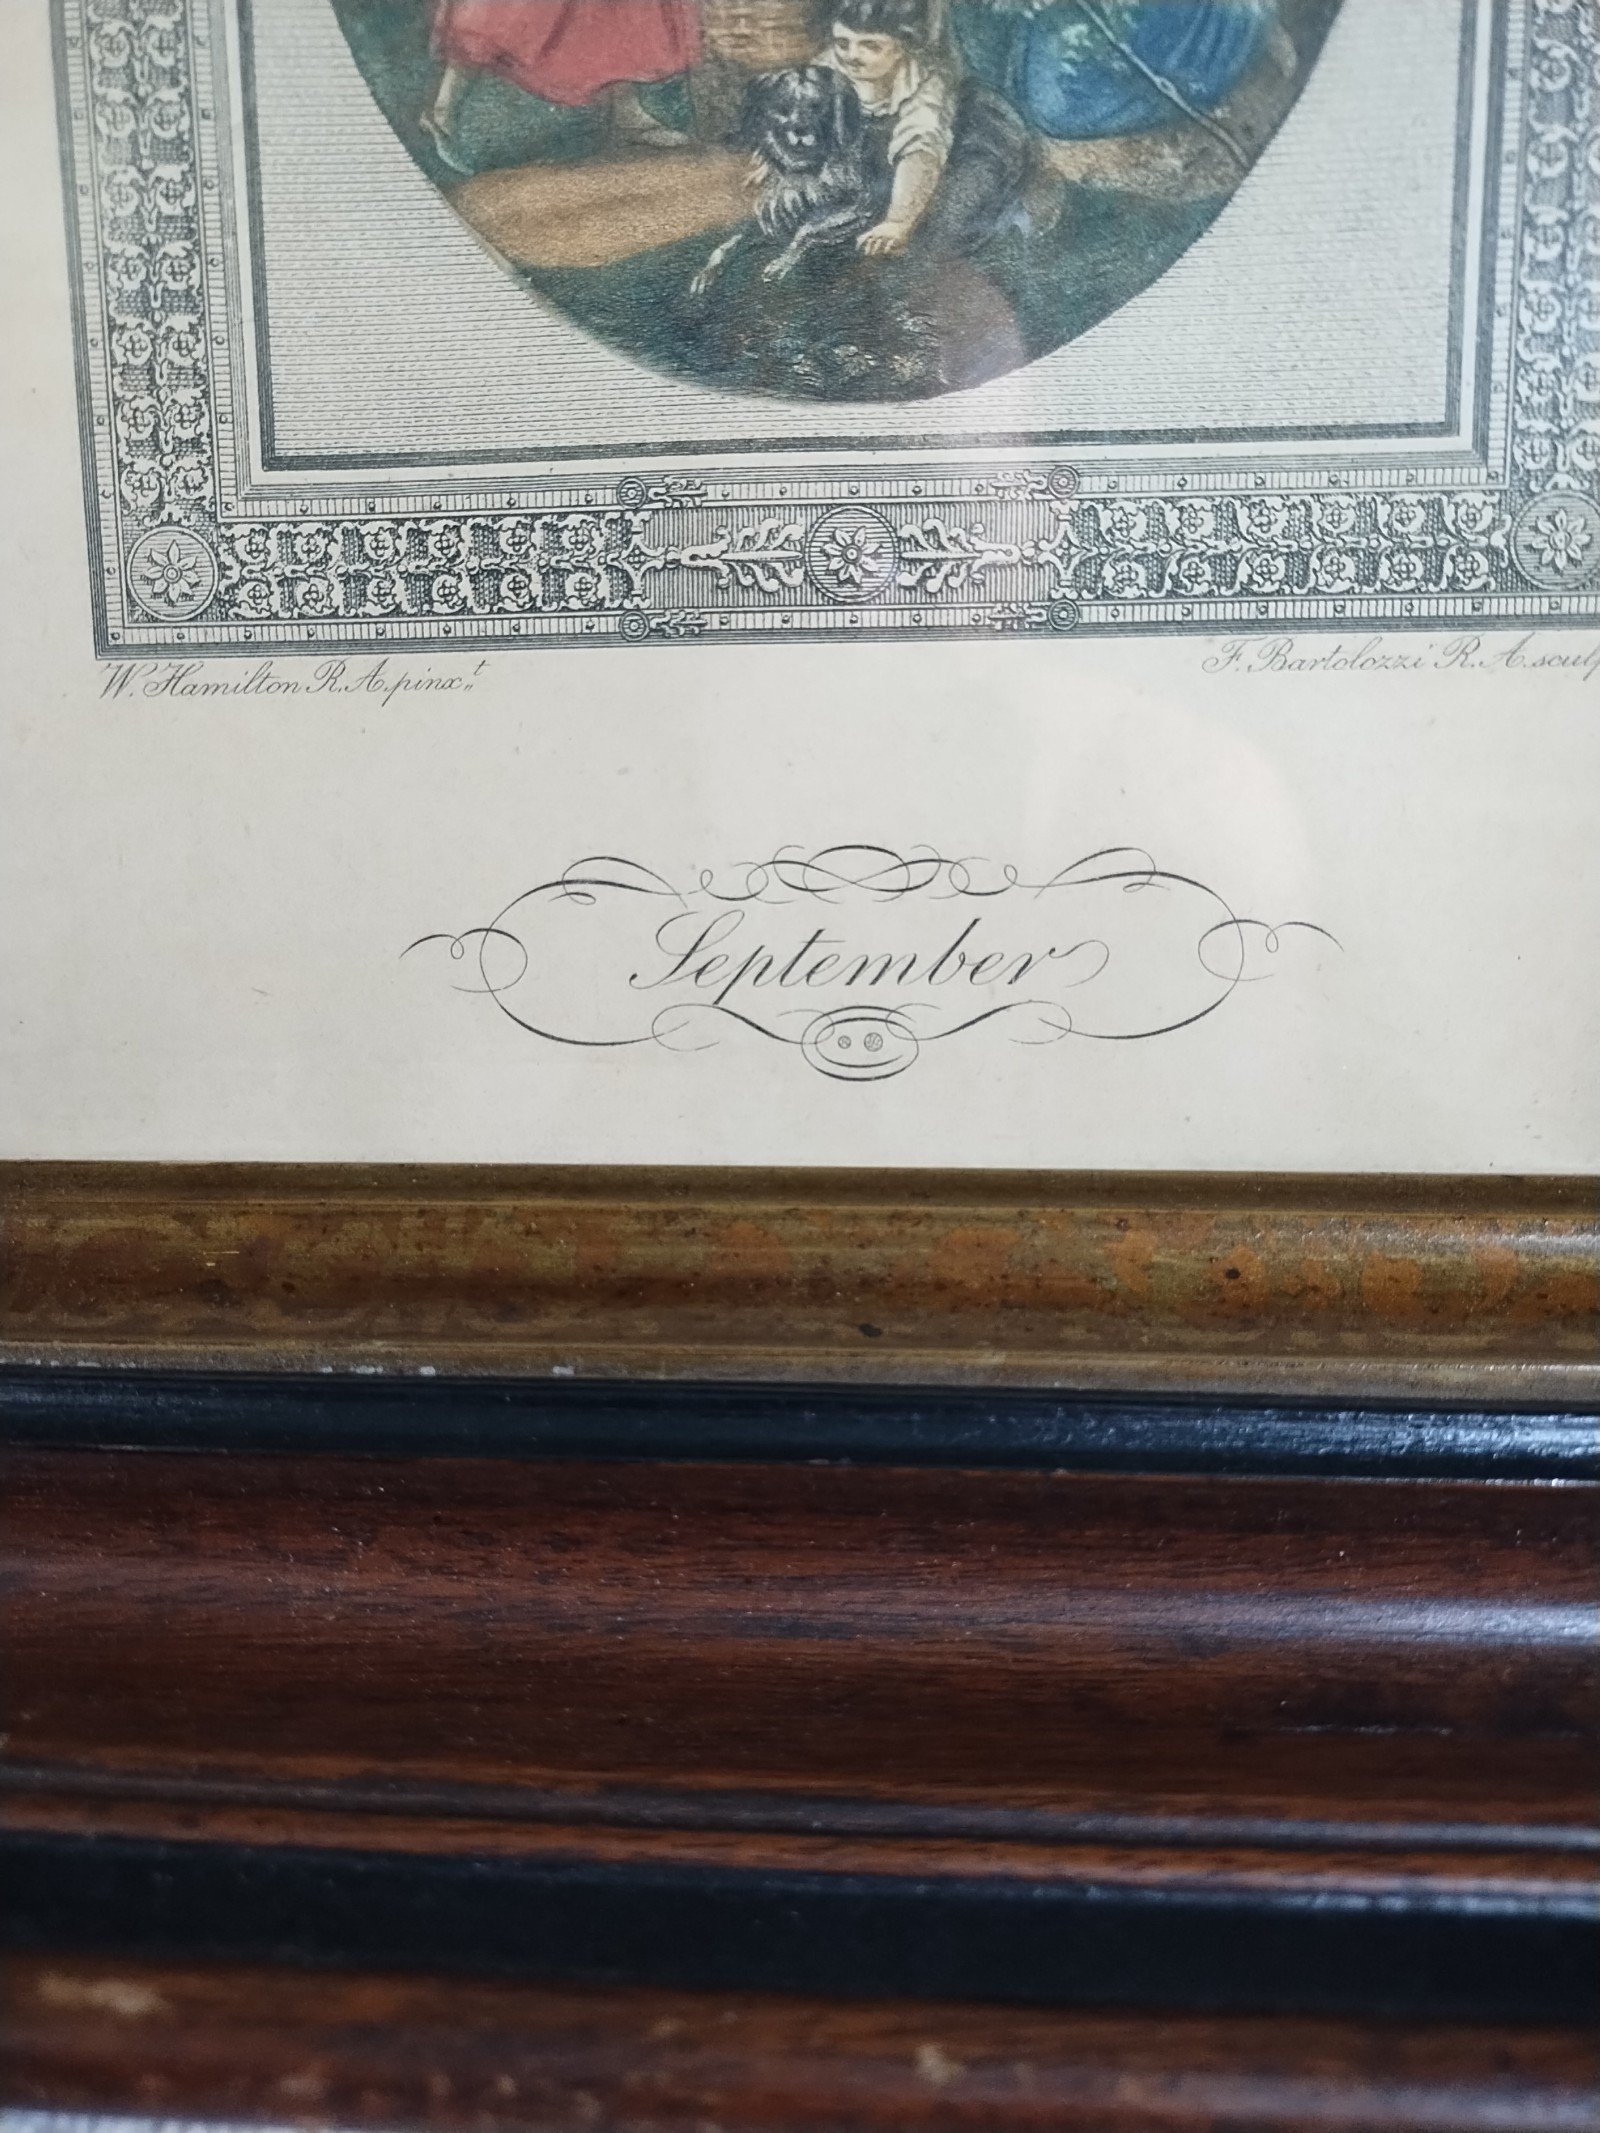 W. Hamilton R.A. pinx.t
F. Bartolozzi R.A. sculp
September